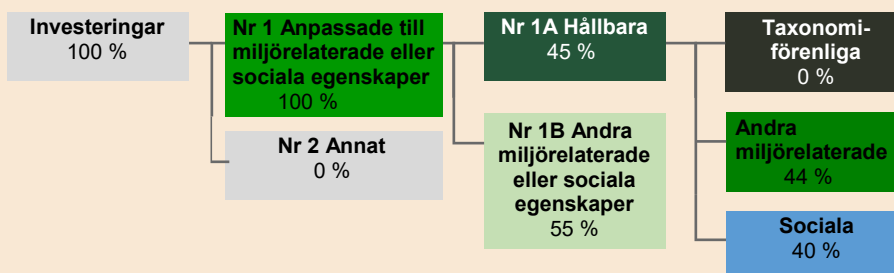 Investeringar
100 %
Nr 1 Anpassade till
miljörelaterade eller
sociala egenskaper
100 %
Nr 2 Annat
0 %
Nr 1A Hållbara
45 %
Nr 1B Andra
miljörelaterade
eller sociala
egenskaper
55 %
Taxonomi-
förenliga
0 %
Andra
miljörelaterade
44 %
Sociala
40 %